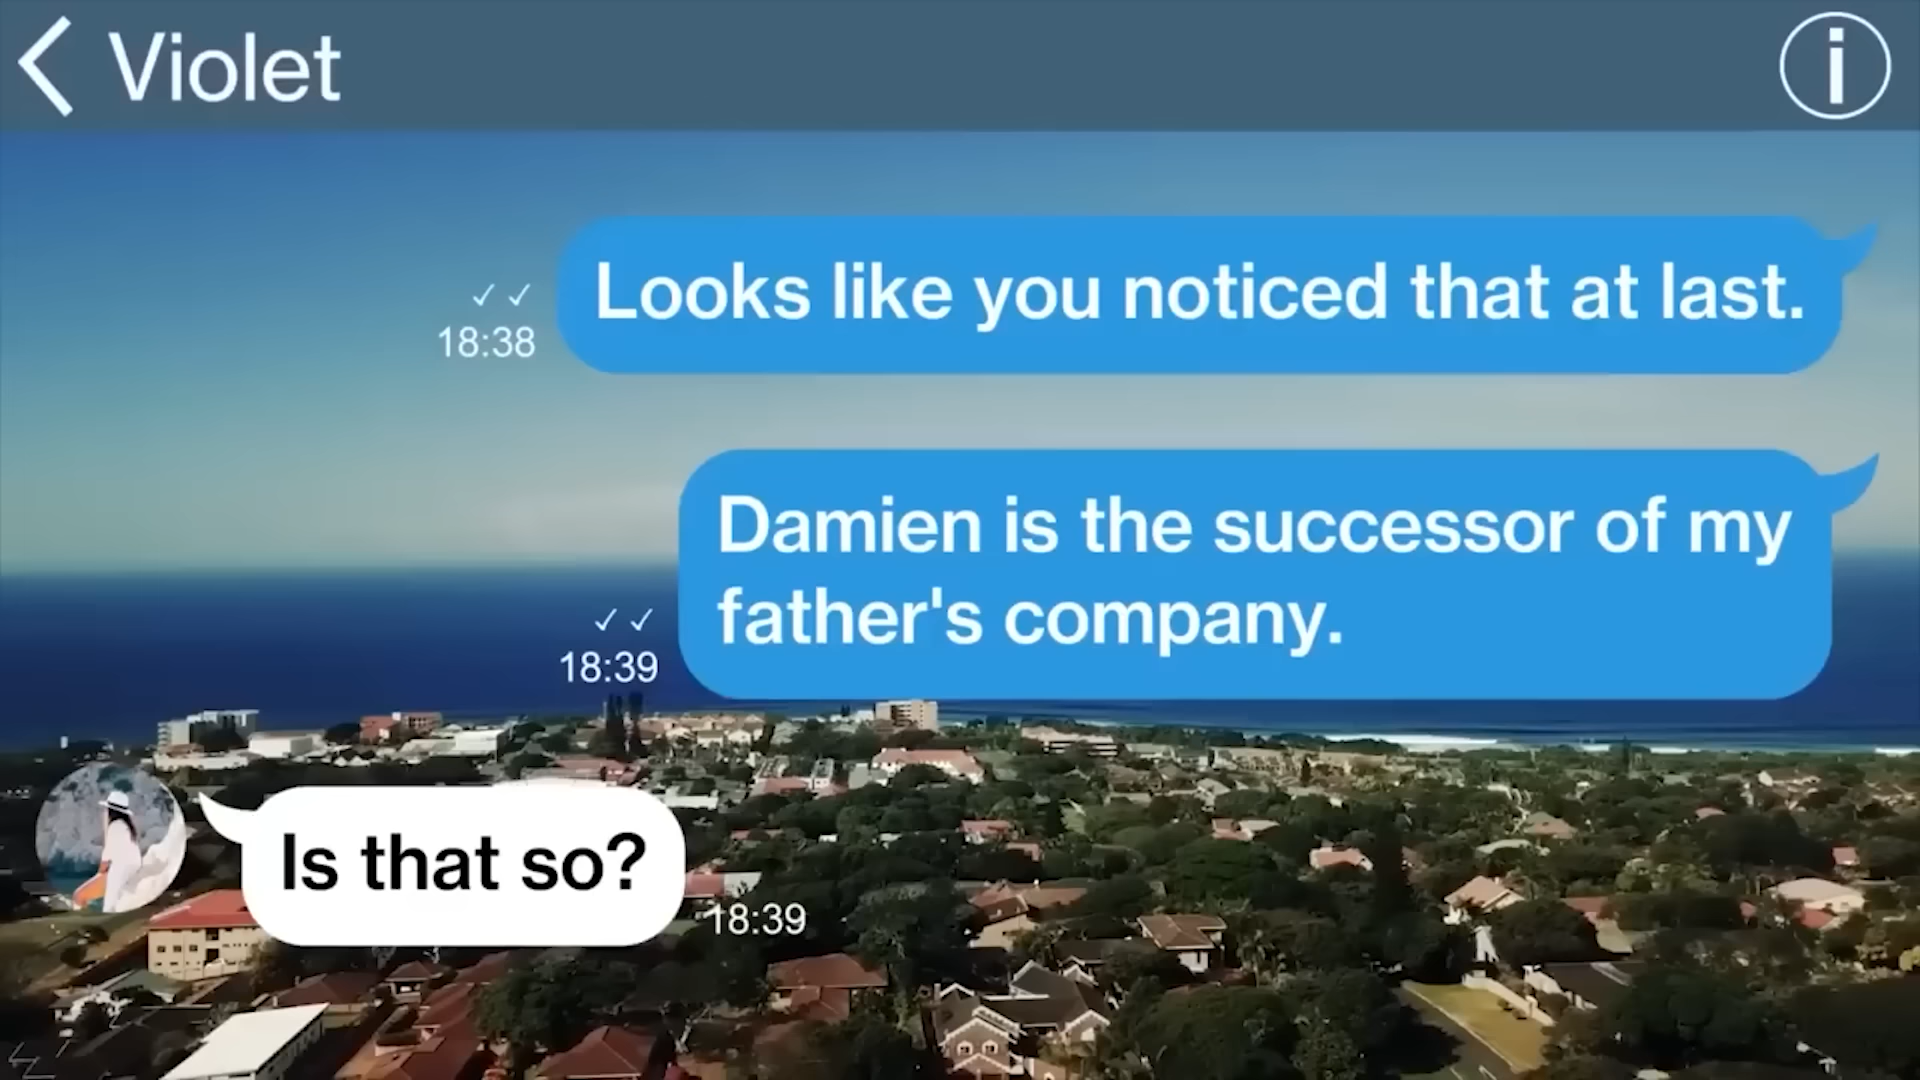 Violet
Looks like you noticed that at last.
18:38
Damien is the successor of my
father's company.
18:39
Is that so?
18:39